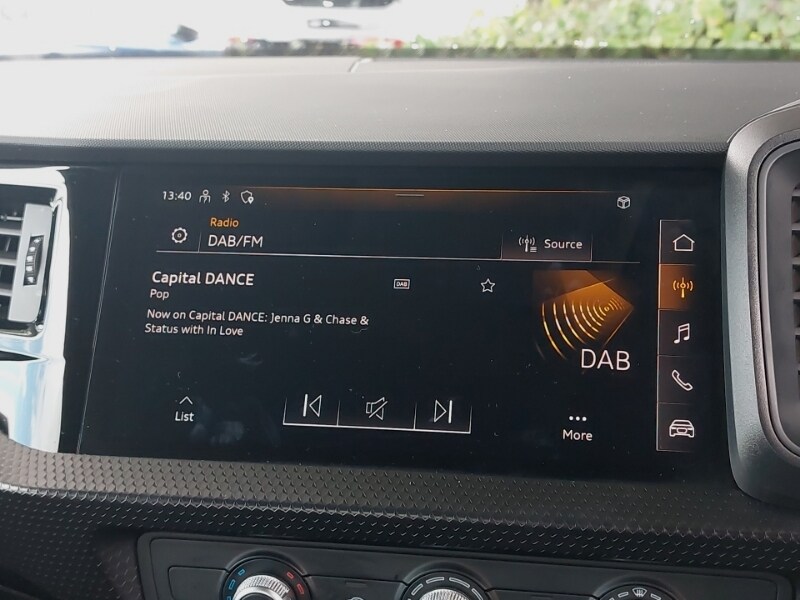 13:40
Radio
DAB/FM
Source
Capital DANCE
DAB
Pop
Now on Capital DANCE: Jenna G & Chase &
Status with In Love
DAB
List
More